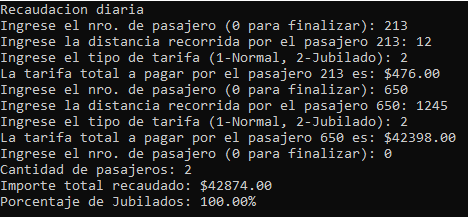 Recaudacion diaria
Ingrese el nro. de pasajero (0 para finalizar): 213
Ingrese la distancia recorrida por el pasajero 213: 12
Ingrese el tipo de tarifa (1-Normal, 2-Jubilado): 2
La tarifa total a pagar por el pasajero 213 es: $476.00
Ingrese el nro. de pasajero (0 para finalizar): 650
Ingrese la distancia recorrida por el pasajero 650: 1245
Ingrese el tipo de tarifa (1-Normal, 2-Jubilado): 2
La tarifa total a pagar por el pasajero 650 es: $42398.00
Ingrese el nro. de pasajero (0 para finalizar): 0
Cantidad de pasajeros: 2
Importe total recaudado: $42874.00
Porcentaje de Jubilados: 100.00%